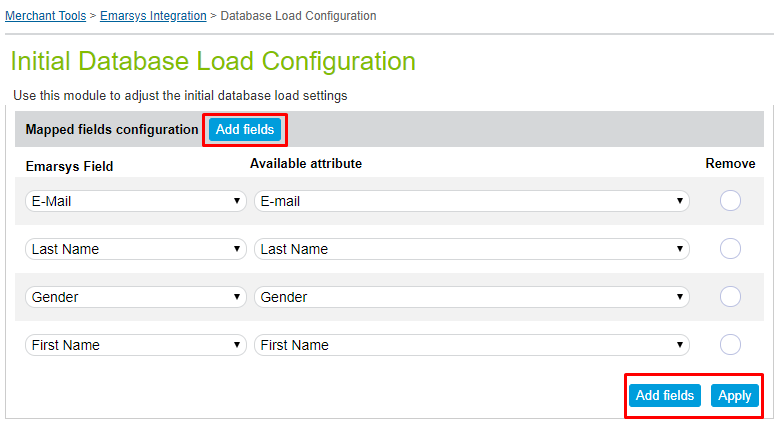 Merchant Tools > Emarsys Integration > Database Load Configuration
Initial Database Load Configuration
Use this module to adjust the initial database load settings
Mapped fields configuration Add fields
Emarsys Field Available attribute Remove
E-Mail E-mail
Last Name Last Name
Gender Gender
First Name First Name
Add fields Apply